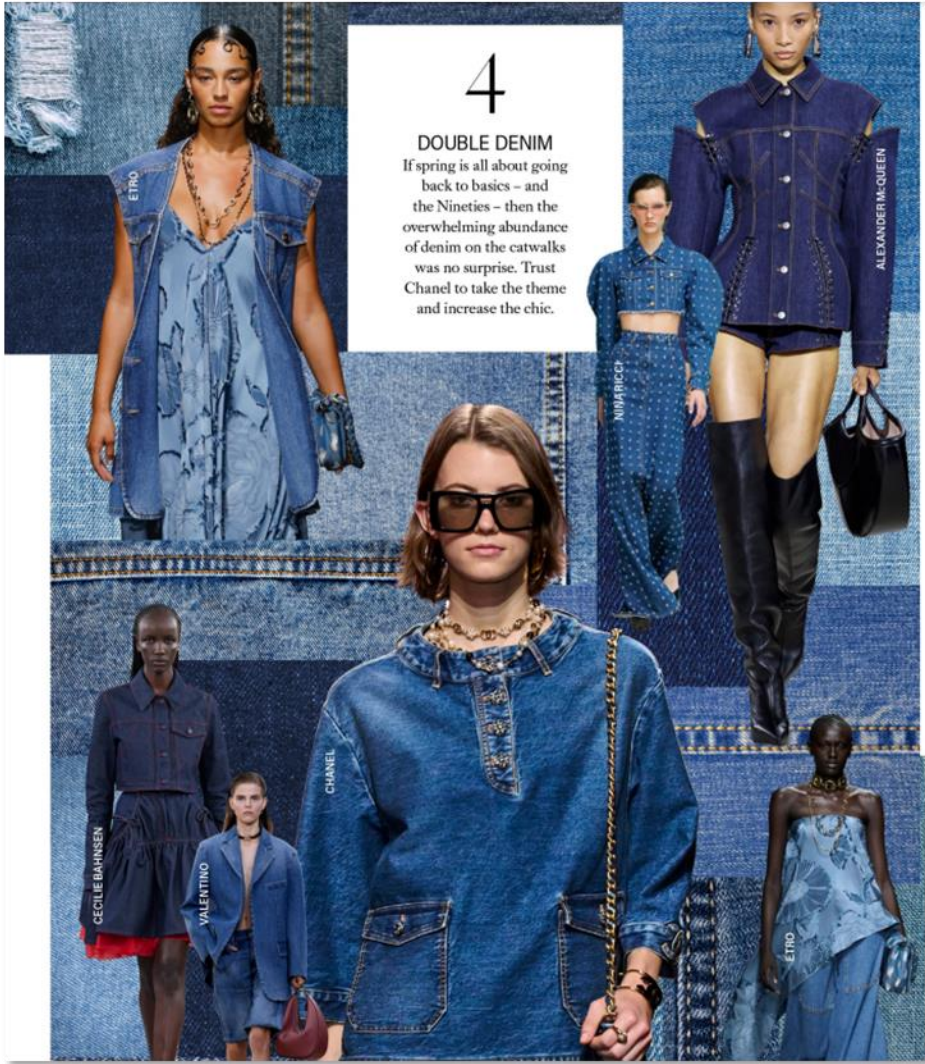 4
DOUBLE DENIM
If spring is all about going
back to basics – and
the Nineties – then the
overwhelming abundance
of denim on the catwalks
was no surprise. Trust
Chanel to take the theme
and increase the chic.
ETRO
ALEXANDER McQUEEN
NINA RICCI
CHANEL
CECILIE BAHNSEN
VALENTINO
ETRO